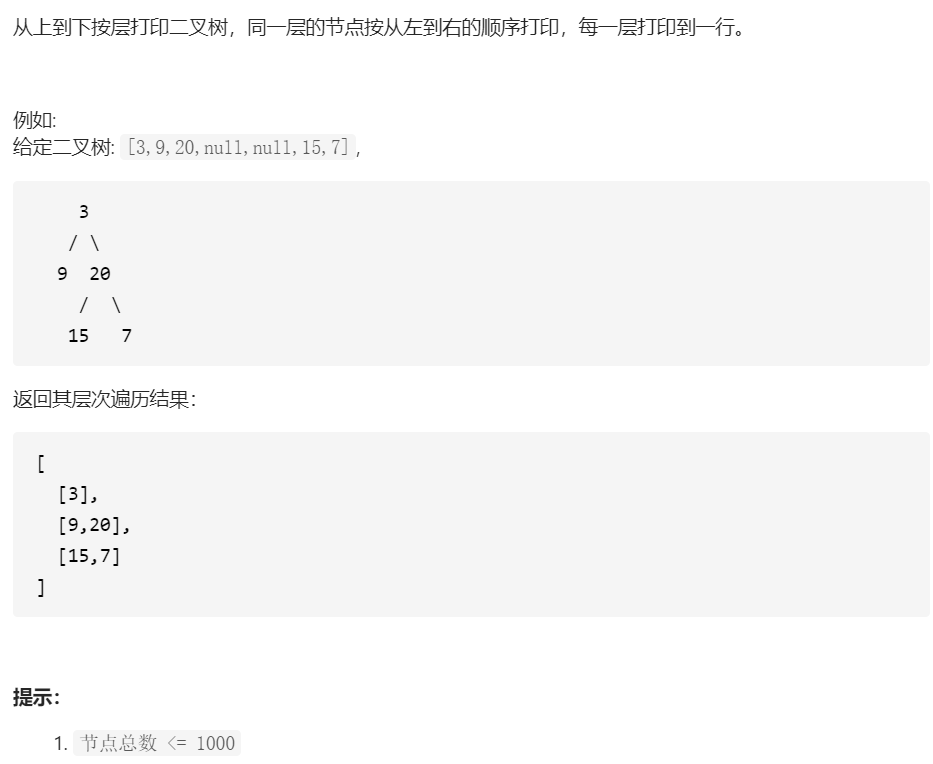 从上到下按层打印二叉树，同一层的节点按从左到右的顺序打印，每一层打印到一行。
例如:
给定二叉树: [3,9,20,null,null,15,7],
3
/ \
9  20
/  \
15   7
返回其层次遍历结果：
[
[3],
[9,20],
[15,7]
]
提示：
1. 节点总数 <= 1000